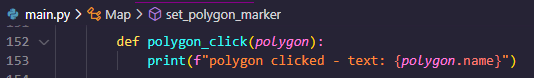 main.py > Map > set_polygon_marker
152 def polygon_click(polygon):
153 print(f"polygon clicked - text: {polygon.name}")